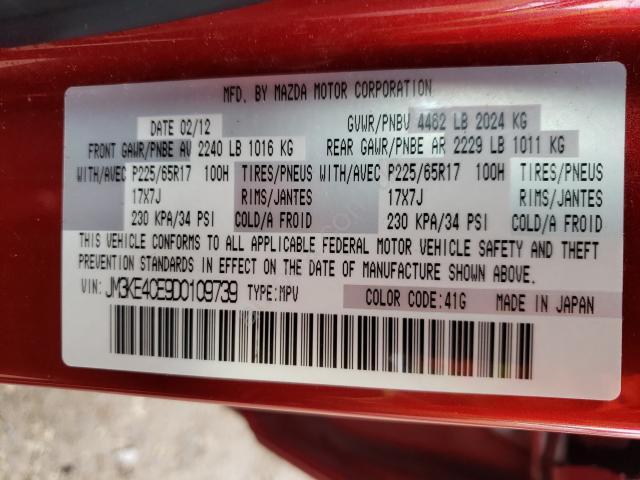 MFD. BY MAZDA MOTOR CORPORATION
DATE 02/12 GVWR/PNBV 4462 LB 2024 KG
FRONT GAWR/PNBE AV 2240 LB 1016 KG REAR GAWR/PNBE AR 2229 LB 1011 KG
WITH/AVEC P225/65R17 100H TIRES/PNEUS WITH/AVEC P225/65R17 100H TIRES/PNEUS
17X7J RIMS/JANTES 17X7J RIMS/JANTES
230 KPA/34 PSI COLD/A FROID 230 KPA/34 PSI COLD/A FROID
THIS VEHICLE CONFORMS TO ALL APPLICABLE FEDERAL MOTOR VEHICLE SAFETY AND THEFT
PREVENTION STANDARDS IN EFFECT ON THE DATE OF MANUFACTURE SHOWN ABOVE.
VIN: JM3KE4CE9D0109739 TYPE:MPV COLOR CODE:41G MADE IN JAPAN